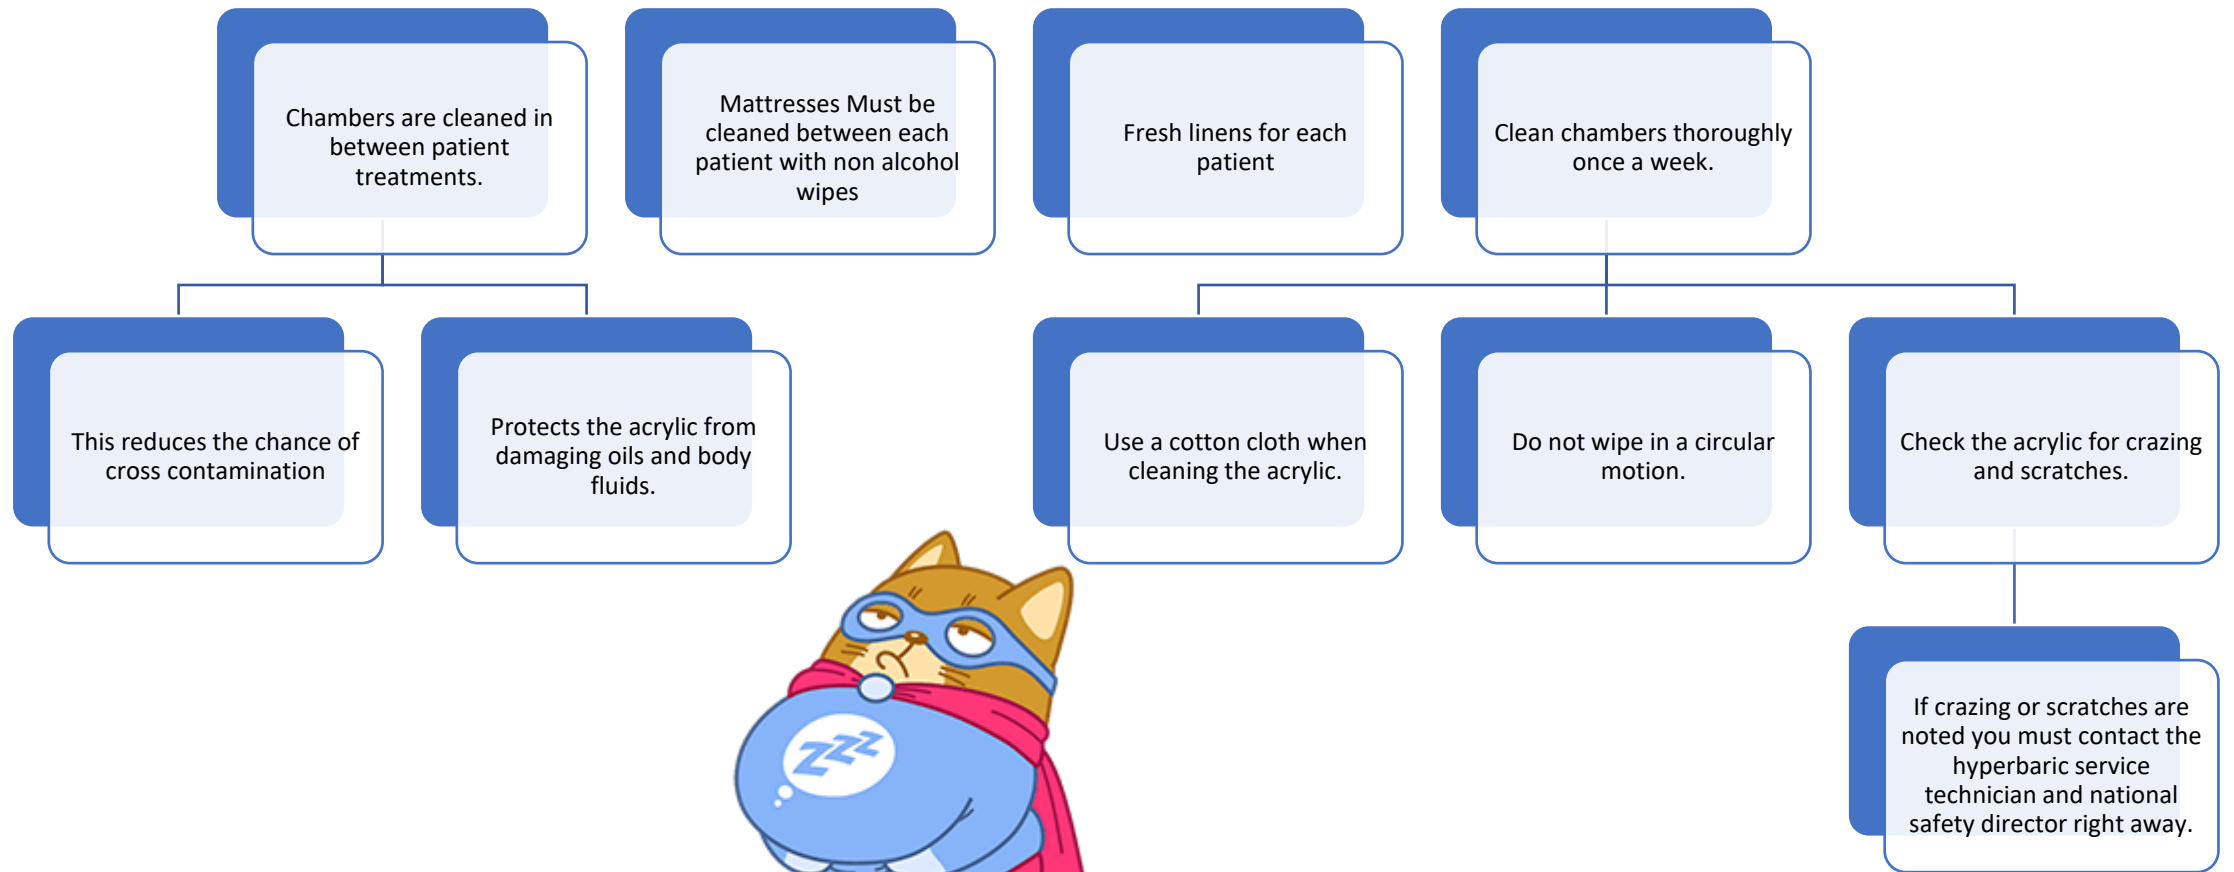 Chambers are cleaned in
between patient
treatments.
Mattresses Must be
cleaned between each
patient with non alcohol
wipes
Fresh linens for each
patient
Clean chambers thoroughly
once a week.
This reduces the chance of
cross contamination
Protects the acrylic from
damaging oils and body
fluids.
Use a cotton cloth when
cleaning the acrylic.
Do not wipe in a circular
motion.
Check the acrylic for crazing
and scratches.
If crazing or scratches are
noted you must contact the
hyperbaric service
technician and national
safety director right away.
zzz